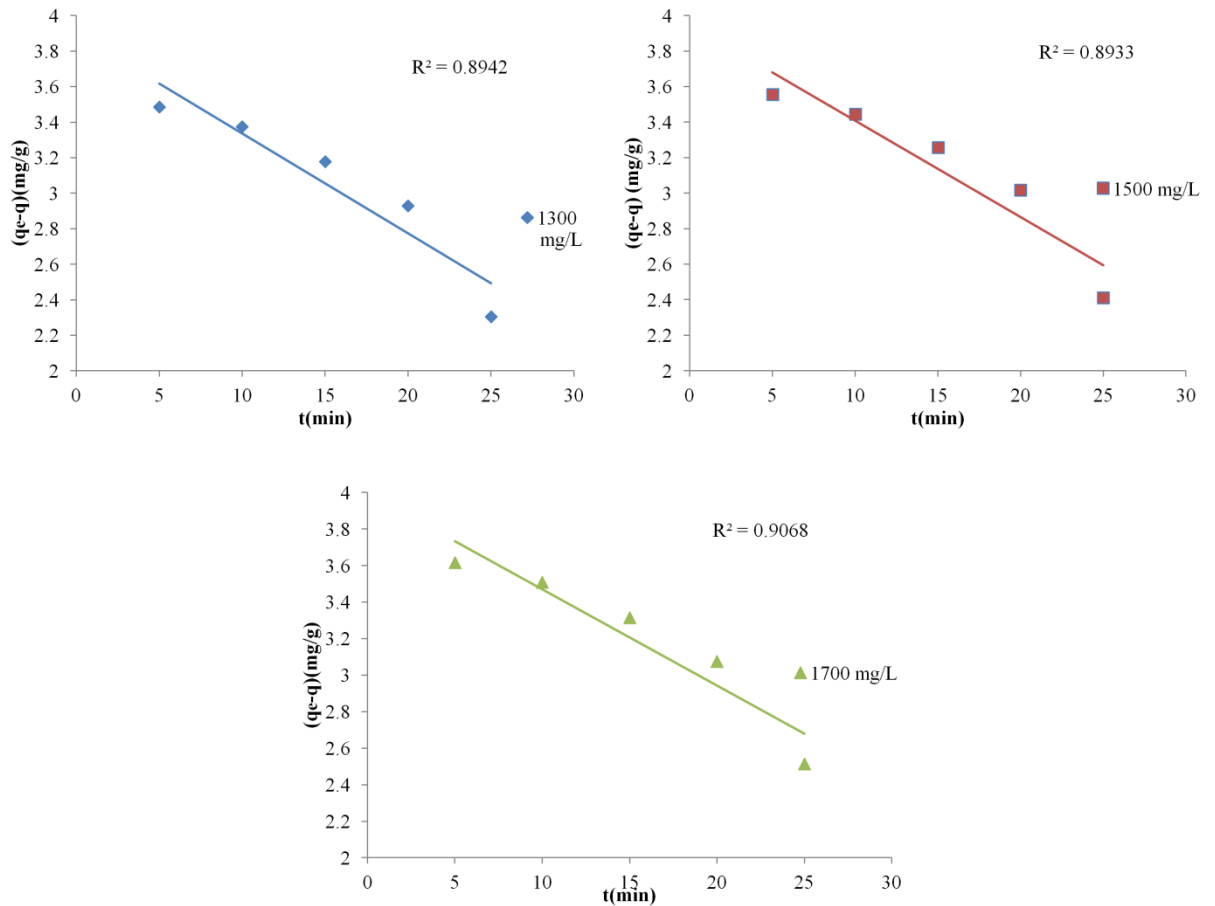 4
3.8
3.6
3.4
3.2
3
2.8
2.6
2.4
2.2
2
(qe-q)(mg/g)
R² = 0.8942
1300
mg/L
0 5 10 15 20 25 30
t(min)
4
3.8
3.6
3.4
3.2
3
2.8
2.6
2.4
2.2
2
(qe-q) (mg/g)
R² = 0.8933
1500 mg/L
0 5 10 15 20 25 30
t(min)
4
3.8
3.6
3.4
3.2
3
2.8
2.6
2.4
2.2
2
(qe-q)(mg/g)
R² = 0.9068
1700 mg/L
0 5 10 15 20 25 30
t(min)